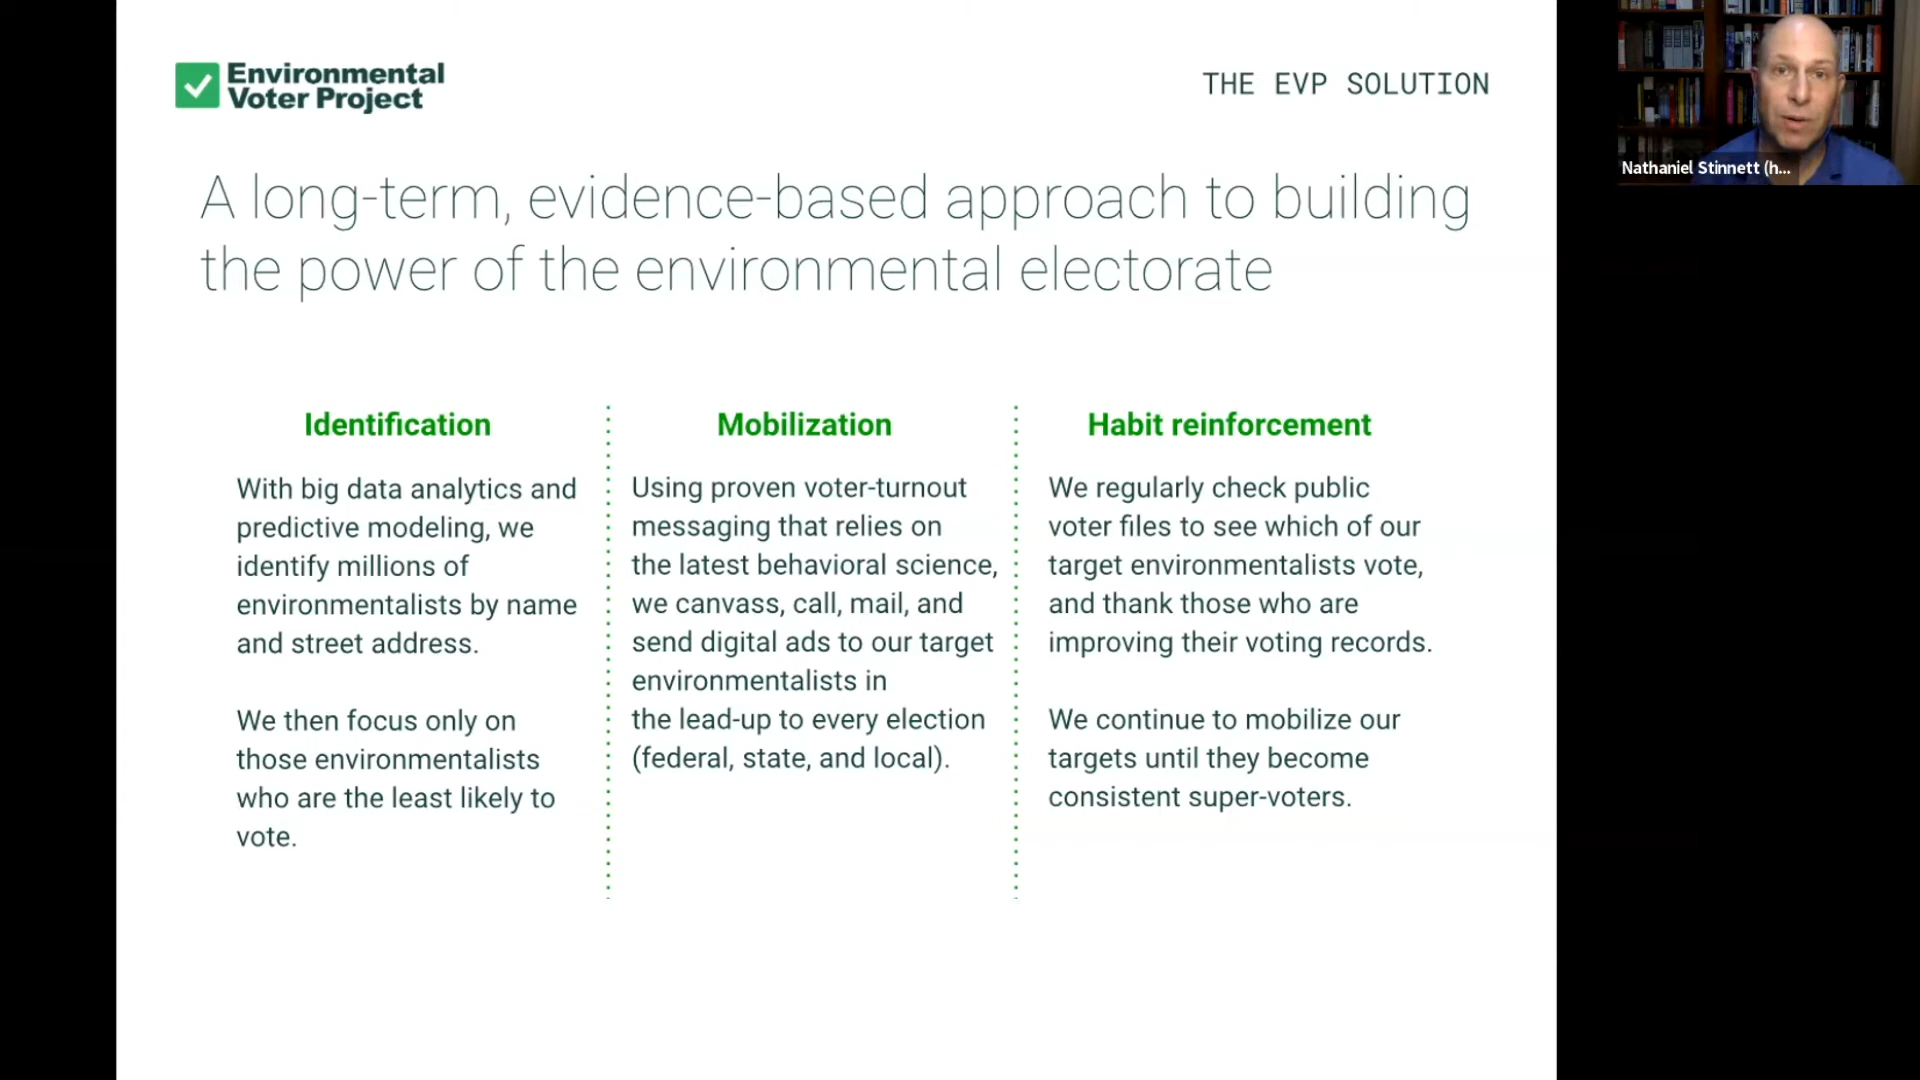 Environmental
Voter Project
THE EVP SOLUTION
Nathaniel Stinnett (h...
A long-term, evidence-based approach to building
the power of the environmental electorate
Identification
With big data analytics and
predictive modeling, we
identify millions of
environmentalists by name
and street address.
We then focus only on
those environmentalists
who are the least likely to
vote.
Mobilization
Using proven voter-turnout
messaging that relies on
the latest behavioral science,
we canvass, call, mail, and
send digital ads to our target
environmentalists in
the lead-up to every election
(federal, state, and local).
Habit reinforcement
We regularly check public
voter files to see which of our
target environmentalists vote,
and thank those who are
improving their voting records.
We continue to mobilize our
targets until they become
consistent super-voters.